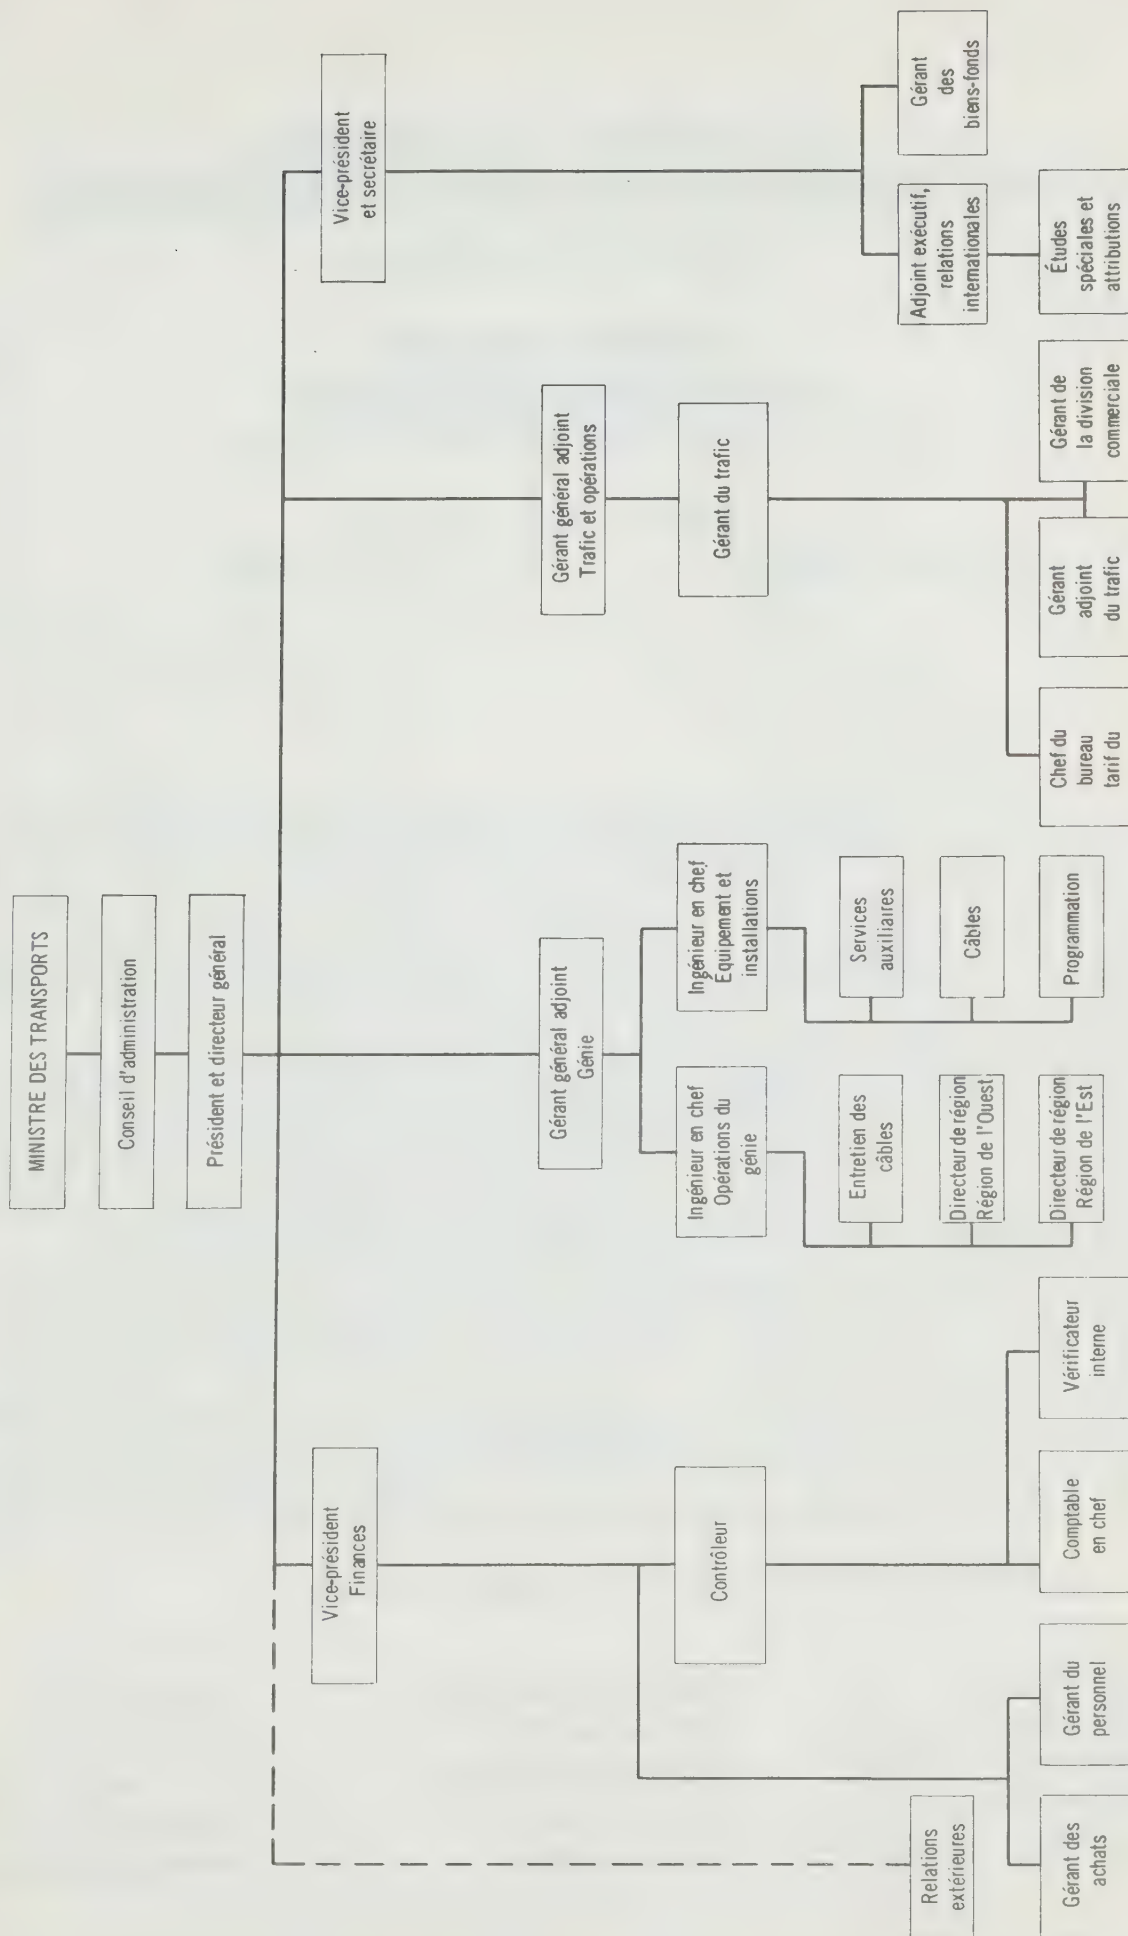 MINISTRE DES TRANSPORTS
Conseil d'administration
Président et directeur général
Vice-président
Finances
Vice-président
et secrétaire
Gérant général adjoint
Génie
Gérant général adjoint
Trafic et opérations
Contrôleur
Ingénieur en chef
Opérations du
génie
Ingénieur en chef
Equipement et
installations
Gérant du trafic
Relations
extérieures
Entretien des
câbles
Directeur de région
Région de l'Ouest
Directeur de région
Région de l'Est
Services
auxiliaires
Câbles
Programmation
Adjoint exécutif,
relations
internationales
Gérant
des
biens-fonds
Gérant des
achats
Gérant du
personnel
Comptable
en chef
Vérificateur
interne
Chef du
bureau
tarif du
Gérant
adjoint
du trafic
Gérant de
la division
commerciale
Études
spéciales et
attributions